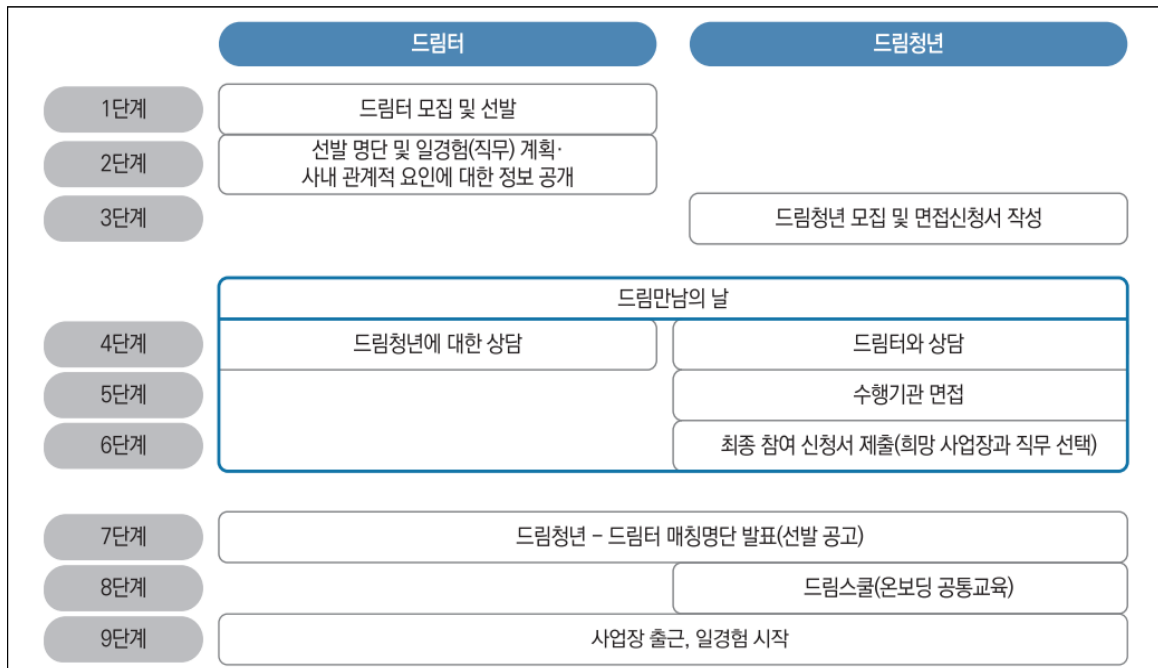 드림터
드림청년
1단계
드림터 모집 및 선발
2단계
선발 명단 및 일경험(직무) 계획·
사내 관계적 요인에 대한 정보 공개
3단계
드림청년 모집 및 면접신청서 작성
드림만남의 날
4단계
드림청년에 대한 상담
드림터와 상담
5단계
수행기관 면접
6단계
최종 참여 신청서 제출(희망 사업장과 직무 선택)
7단계
드림청년 – 드림터 매칭명단 발표(선발 공고)
8단계
드림스쿨(온보딩 공통교육)
9단계
사업장 출근, 일경험 시작